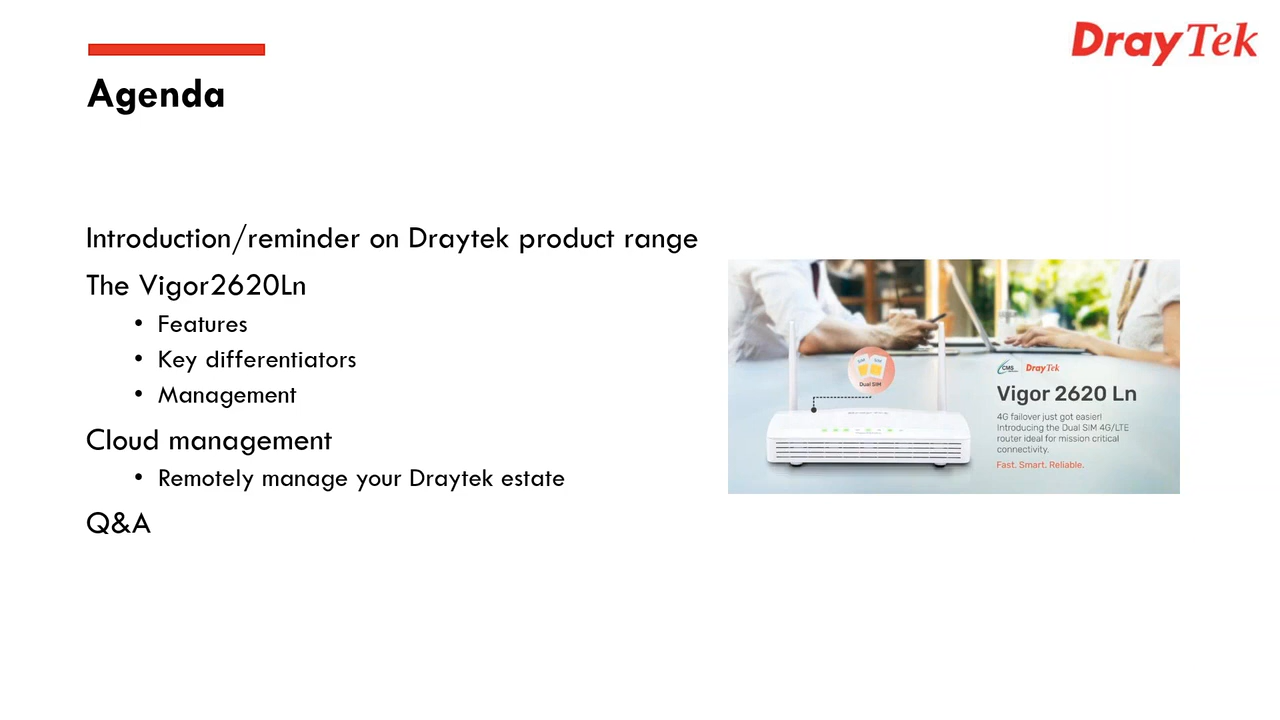 DrayTek
Agenda
Introduction/reminder on Draytek product range
The Vigor2620Ln
• Features
• Key differentiators
• Management
Cloud management
• Remotely manage your Draytek estate
Q&A
Dual SIM
CMS
DrayTek
Vigor 2620 Ln
4G failover just got easier!
Introducing the Dual SIM 4G/LTE
router ideal for mission critical
connectivity.
Fast. Smart. Reliable.